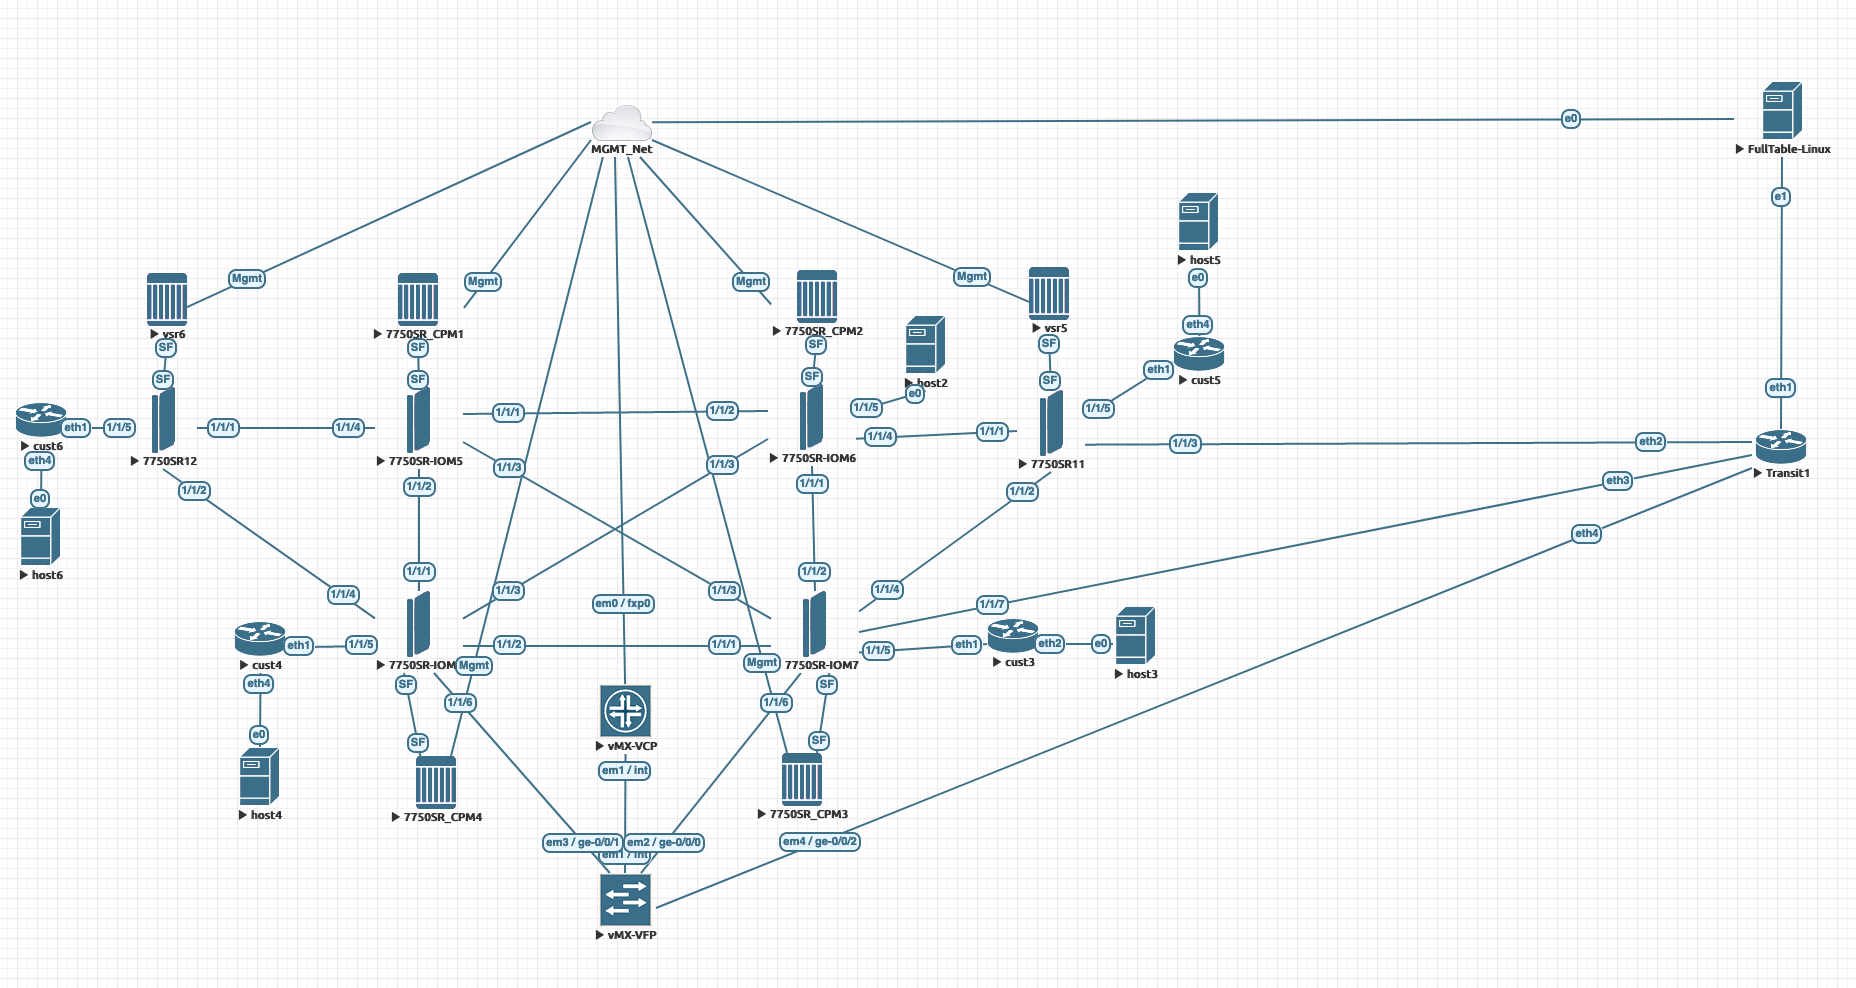 e0
MGMT_Net
FullTable-Linux
e1
host5
e0
Mgmt
Mgmt
Mgmt
Mgmt
vsr6
7750SR_CPM1
7750SR_CPM2
vsr5
eth4
SF
SF
SF
SF
eth1
cust5
SF
SF
SF
SF
host2
e0
eth1
1/1/5
1/1/5
1/1/1
1/1/2
eth1
1/1/5
1/1/1
1/1/4
1/1/4
1/1/1
1/1/3
eth2
cust6
eth4
7750SR12
7750SR-IOM5
7750SR-IOM6
7750SR11
Transit1
1/1/3
1/1/3
eth3
e0
1/1/2
1/1/2
1/1/1
1/1/2
eth4
host6
1/1/1
1/1/2
1/1/4
1/1/3
1/1/3
1/1/4
em0 / fxp0
1/1/7
eth1
1/1/5
1/1/2
1/1/1
1/1/5
eth1
eth2
e0
cust4
7750SR-IOM
Mgmt
Mgmt
7750SR-IOM7
cust3
host3
eth4
SF
SF
1/1/6
1/1/6
e0
SF
SF
vMX-VCP
em1 / int
host4
7750SR_CPM4
7750SR_CPM3
em3 / ge-0/0/1
em2 / ge-0/0/0
em4 / ge-0/0/2
em1 / int
vMX-VFP